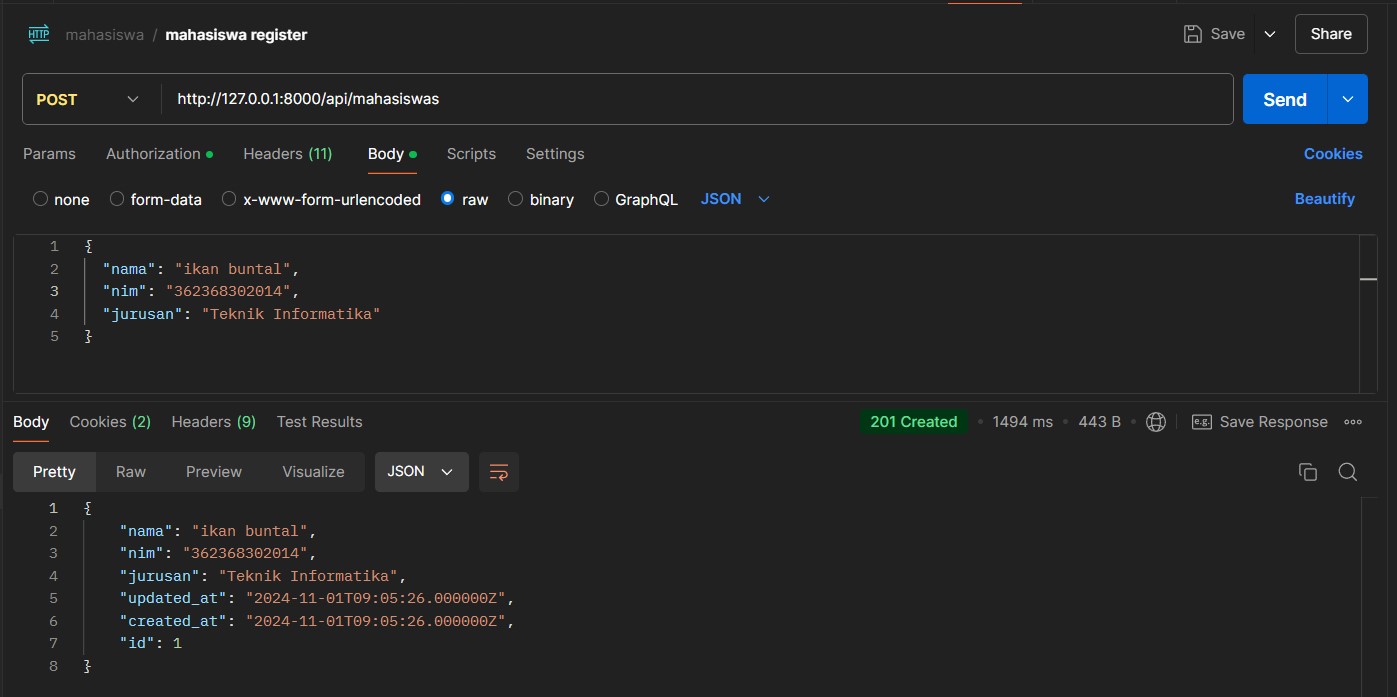 HTTP mahasiswa / mahasiswa register Save Share
POST http://127.0.0.1:8000/api/mahasiswas Send
Params Authorization Headers (11) Body Scripts Settings Cookies
none form-data x-www-form-urlencoded raw binary GraphQL JSON Beautify
1 {
2 "nama": "ikan buntal",
3 "nim": "362368302014",
4 "jurusan": "Teknik Informatika"
5 }
Body Cookies (2) Headers (9) Test Results 201 Created • 1494 ms • 443 B • e.g. Save Response
Pretty Raw Preview Visualize JSON
1 {
2 "nama": "ikan buntal",
3 "nim": "362368302014",
4 "jurusan": "Teknik Informatika",
5 "updated_at": "2024-11-01T09:05:26.000000Z",
6 "created_at": "2024-11-01T09:05:26.000000Z",
7 "id": 1
8 }